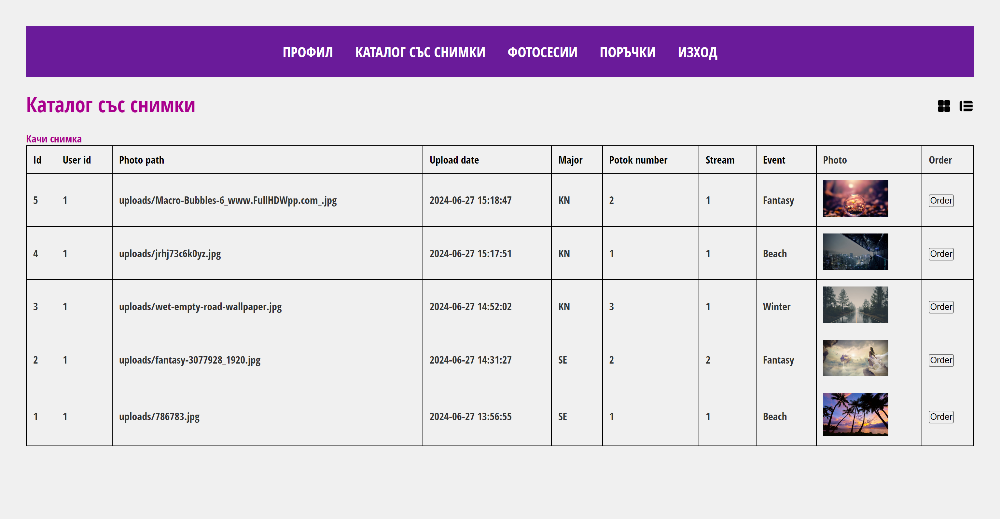 ПРОФИЛ КАТАЛОГ СЪС СНИМКИ ФОТОСЕСИИ ПОРЪЧКИ ИЗХОД
Каталог със снимки
Качи снимка
Id User id Photo path Upload date Major Potok number Stream Event Photo Order
5 1 uploads/Macro-Bubbles-6_www.FullHDWpp.com_.jpg 2024-06-27 15:18:47 KN 2 1 Fantasy Order
4 1 uploads/jrhj73c6k0yz.jpg 2024-06-27 15:17:51 KN 1 1 Beach Order
3 1 uploads/wet-empty-road-wallpaper.jpg 2024-06-27 14:52:02 KN 3 1 Winter Order
2 1 uploads/fantasy-3077928_1920.jpg 2024-06-27 14:31:27 SE 2 2 Fantasy Order
1 1 uploads/786783.jpg 2024-06-27 13:56:55 SE 1 1 Beach Order